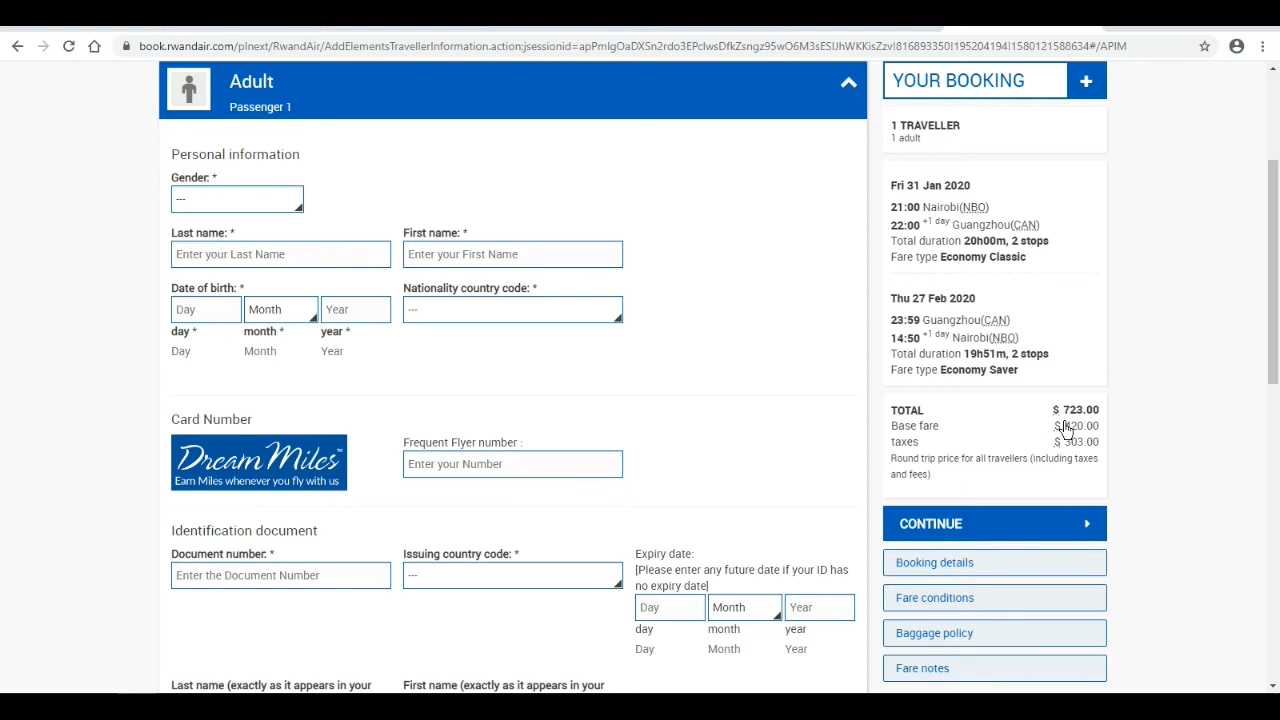 book.rwandair.com/plnext/RwandAir/AddElementsTravellerInformation.action;jsessionid=apPmIgOaDXSn2rdo3EPclwsDfkZsngz95wO6M3sESlJhWKKisZzv!816893350!195204194!1580121588634#/APIM
Adult
Passenger 1
Personal information
Gender: *
---
Last name: * First name: *
Enter your Last Name Enter your First Name
Date of birth: * Nationality country code: *
Day Month Year ---
day * month * year *
Day Month Year
Card Number
Dream Miles™
Earn Miles whenever you fly with us
Frequent Flyer number :
Enter your Number
Identification document
Document number: * Issuing country code: * Expiry date:
Enter the Document Number --- [Please enter any future date if your ID has
no expiry date]
Day Month Year
day month year
Day Month Year
Last name (exactly as it appears in your First name (exactly as it appears in your
YOUR BOOKING +
1 TRAVELLER
1 adult
Fri 31 Jan 2020
21:00 Nairobi(NBO)
22:00 +1 day Guangzhou(CAN)
Total duration 20h00m, 2 stops
Fare type Economy Classic
Thu 27 Feb 2020
23:59 Guangzhou(CAN)
14:50 +1 day Nairobi(NBO)
Total duration 19h51m, 2 stops
Fare type Economy Saver
TOTAL $ 723.00
Base fare
taxes $ 303.00
Round trip price for all travellers (including taxes
and fees)
CONTINUE
Booking details
Fare conditions
Baggage policy
Fare notes